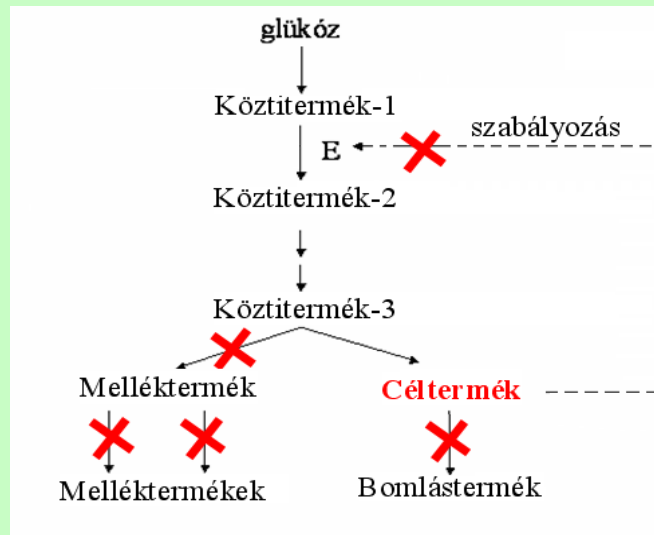 glükóz
Köztitermék-1
szabályozás
E
Köztitermék-2
Köztitermék-3
Melléktermék
Céltermék
Melléktermékek
Bomlástermék